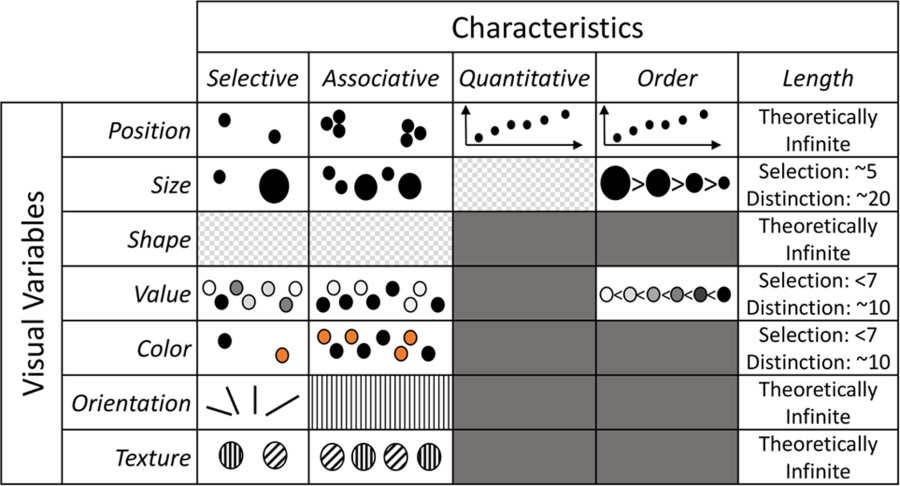 Characteristics
Selective Associative Quantitative Order Length
Visual Variables
Position Theoretically
Infinite
Size > > > Selection: ~5
Distinction: ~20
Shape Theoretically
Infinite
Value < < < < < Selection: <7
Distinction: ~10
Color Selection: <7
Distinction: ~10
Orientation Theoretically
Infinite
Texture Theoretically
Infinite